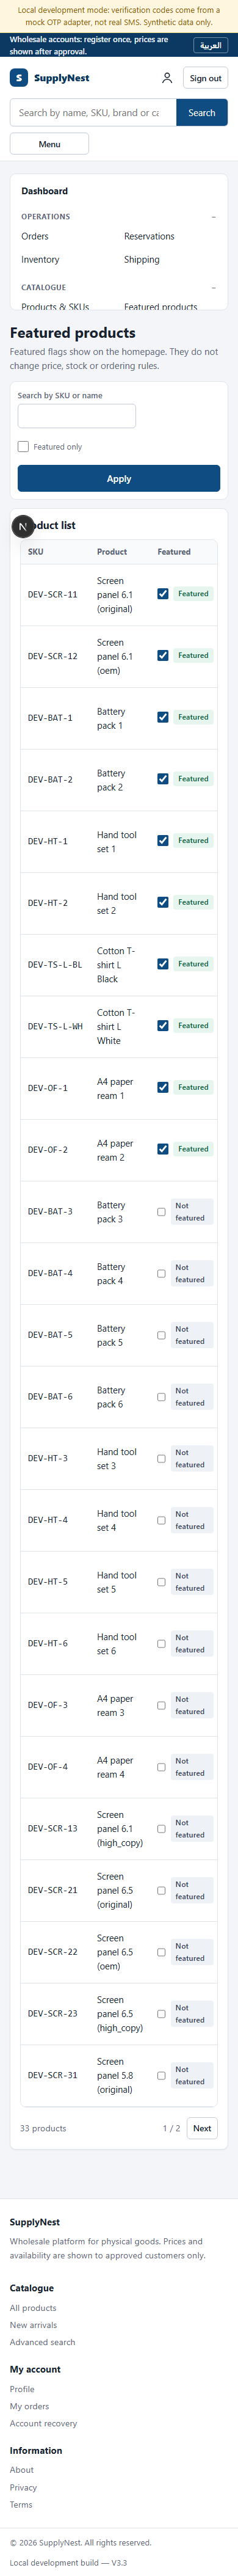 Local development mode: verification codes come from a
mock OTP adapter, not real SMS. Synthetic data only.
Wholesale accounts: register once, prices are
shown after approval.
العربية
S SupplyNest
Sign out
Search by name, SKU, brand or ca
Search
Menu
Dashboard
OPERATIONS –
Orders Reservations
Inventory Shipping
CATALOGUE –
Products & SKUs Featured products
Featured products
Featured flags show on the homepage. They do not
change price, stock or ordering rules.
Search by SKU or name
Featured only
Apply
N
oduct list
SKU Product Featured
DEV-SCR-11 Screen panel 6.1 (original) Featured
DEV-SCR-12 Screen panel 6.1 (oem) Featured
DEV-BAT-1 Battery pack 1 Featured
DEV-BAT-2 Battery pack 2 Featured
DEV-HT-1 Hand tool set 1 Featured
DEV-HT-2 Hand tool set 2 Featured
DEV-TS-L-BL Cotton T-shirt L Black Featured
DEV-TS-L-WH Cotton T-shirt L White Featured
DEV-OF-1 A4 paper ream 1 Featured
DEV-OF-2 A4 paper ream 2 Featured
DEV-BAT-3 Battery pack 3 Not featured
DEV-BAT-4 Battery pack 4 Not featured
DEV-BAT-5 Battery pack 5 Not featured
DEV-BAT-6 Battery pack 6 Not featured
DEV-HT-3 Hand tool set 3 Not featured
DEV-HT-4 Hand tool set 4 Not featured
DEV-HT-5 Hand tool set 5 Not featured
DEV-HT-6 Hand tool set 6 Not featured
DEV-OF-3 A4 paper ream 3 Not featured
DEV-OF-4 A4 paper ream 4 Not featured
DEV-SCR-13 Screen panel 6.1 (high_copy) Not featured
DEV-SCR-21 Screen panel 6.5 (original) Not featured
DEV-SCR-22 Screen panel 6.5 (oem) Not featured
DEV-SCR-23 Screen panel 6.5 (high_copy) Not featured
DEV-SCR-31 Screen panel 5.8 (original) Not featured
33 products 1 / 2 Next
SupplyNest
Wholesale platform for physical goods. Prices and
availability are shown to approved customers only.
Catalogue
All products
New arrivals
Advanced search
My account
Profile
My orders
Account recovery
Information
About
Privacy
Terms
© 2026 SupplyNest. All rights reserved.
Local development build — V3.3